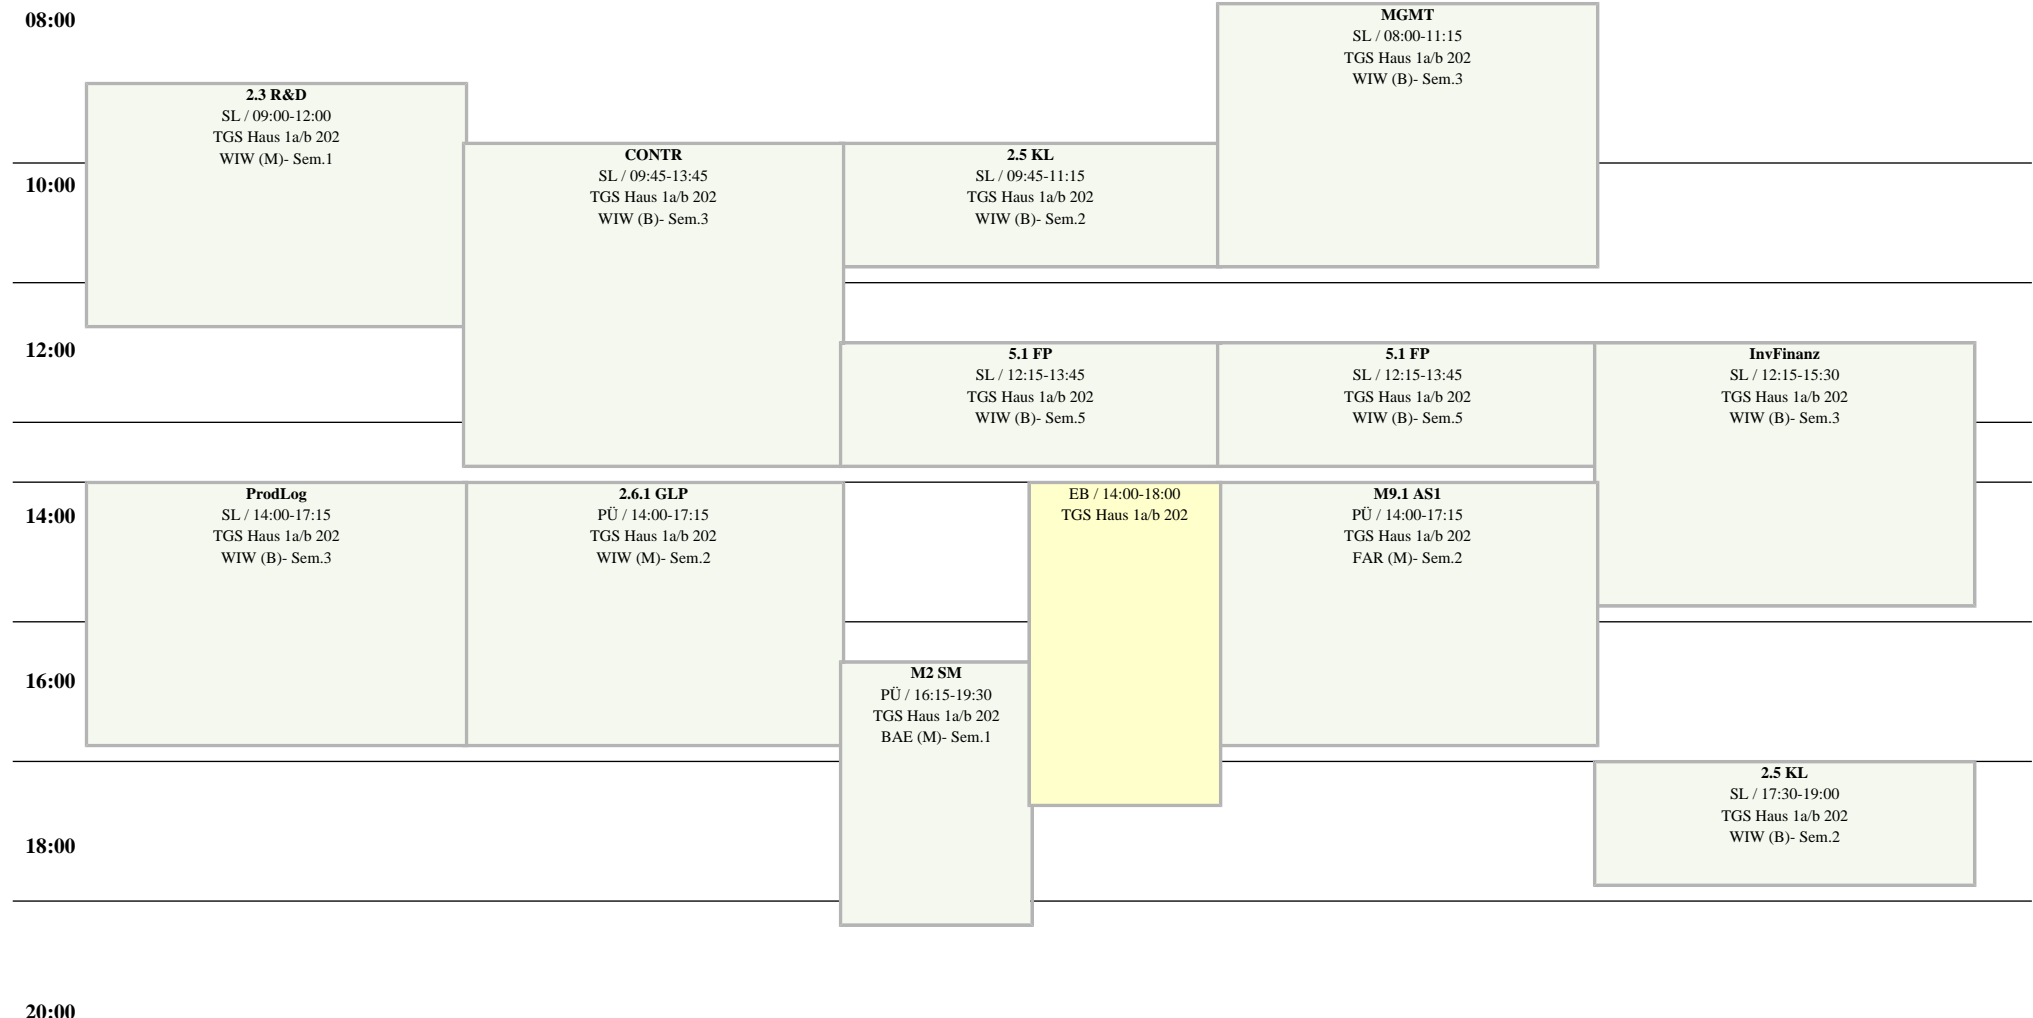 08:00
MGMT
SL / 08:00-11:15
TGS Haus 1a/b 202
WIW (B)- Sem.3
2.3 R&D
SL / 09:00-12:00
TGS Haus 1a/b 202
WIW (M)- Sem.1
CONTR
SL / 09:45-13:45
TGS Haus 1a/b 202
WIW (B)- Sem.3
2.5 KL
SL / 09:45-11:15
TGS Haus 1a/b 202
WIW (B)- Sem.2
10:00
12:00
5.1 FP
SL / 12:15-13:45
TGS Haus 1a/b 202
WIW (B)- Sem.5
5.1 FP
SL / 12:15-13:45
TGS Haus 1a/b 202
WIW (B)- Sem.5
InvFinanz
SL / 12:15-15:30
TGS Haus 1a/b 202
WIW (B)- Sem.3
14:00
ProdLog
SL / 14:00-17:15
TGS Haus 1a/b 202
WIW (B)- Sem.3
2.6.1 GLP
PÜ / 14:00-17:15
TGS Haus 1a/b 202
WIW (M)- Sem.2
EB / 14:00-18:00
TGS Haus 1a/b 202
M9.1 AS1
PÜ / 14:00-17:15
TGS Haus 1a/b 202
FAR (M)- Sem.2
16:00
M2 SM
PÜ / 16:15-19:30
TGS Haus 1a/b 202
BAE (M)- Sem.1
2.5 KL
SL / 17:30-19:00
TGS Haus 1a/b 202
WIW (B)- Sem.2
18:00
20:00